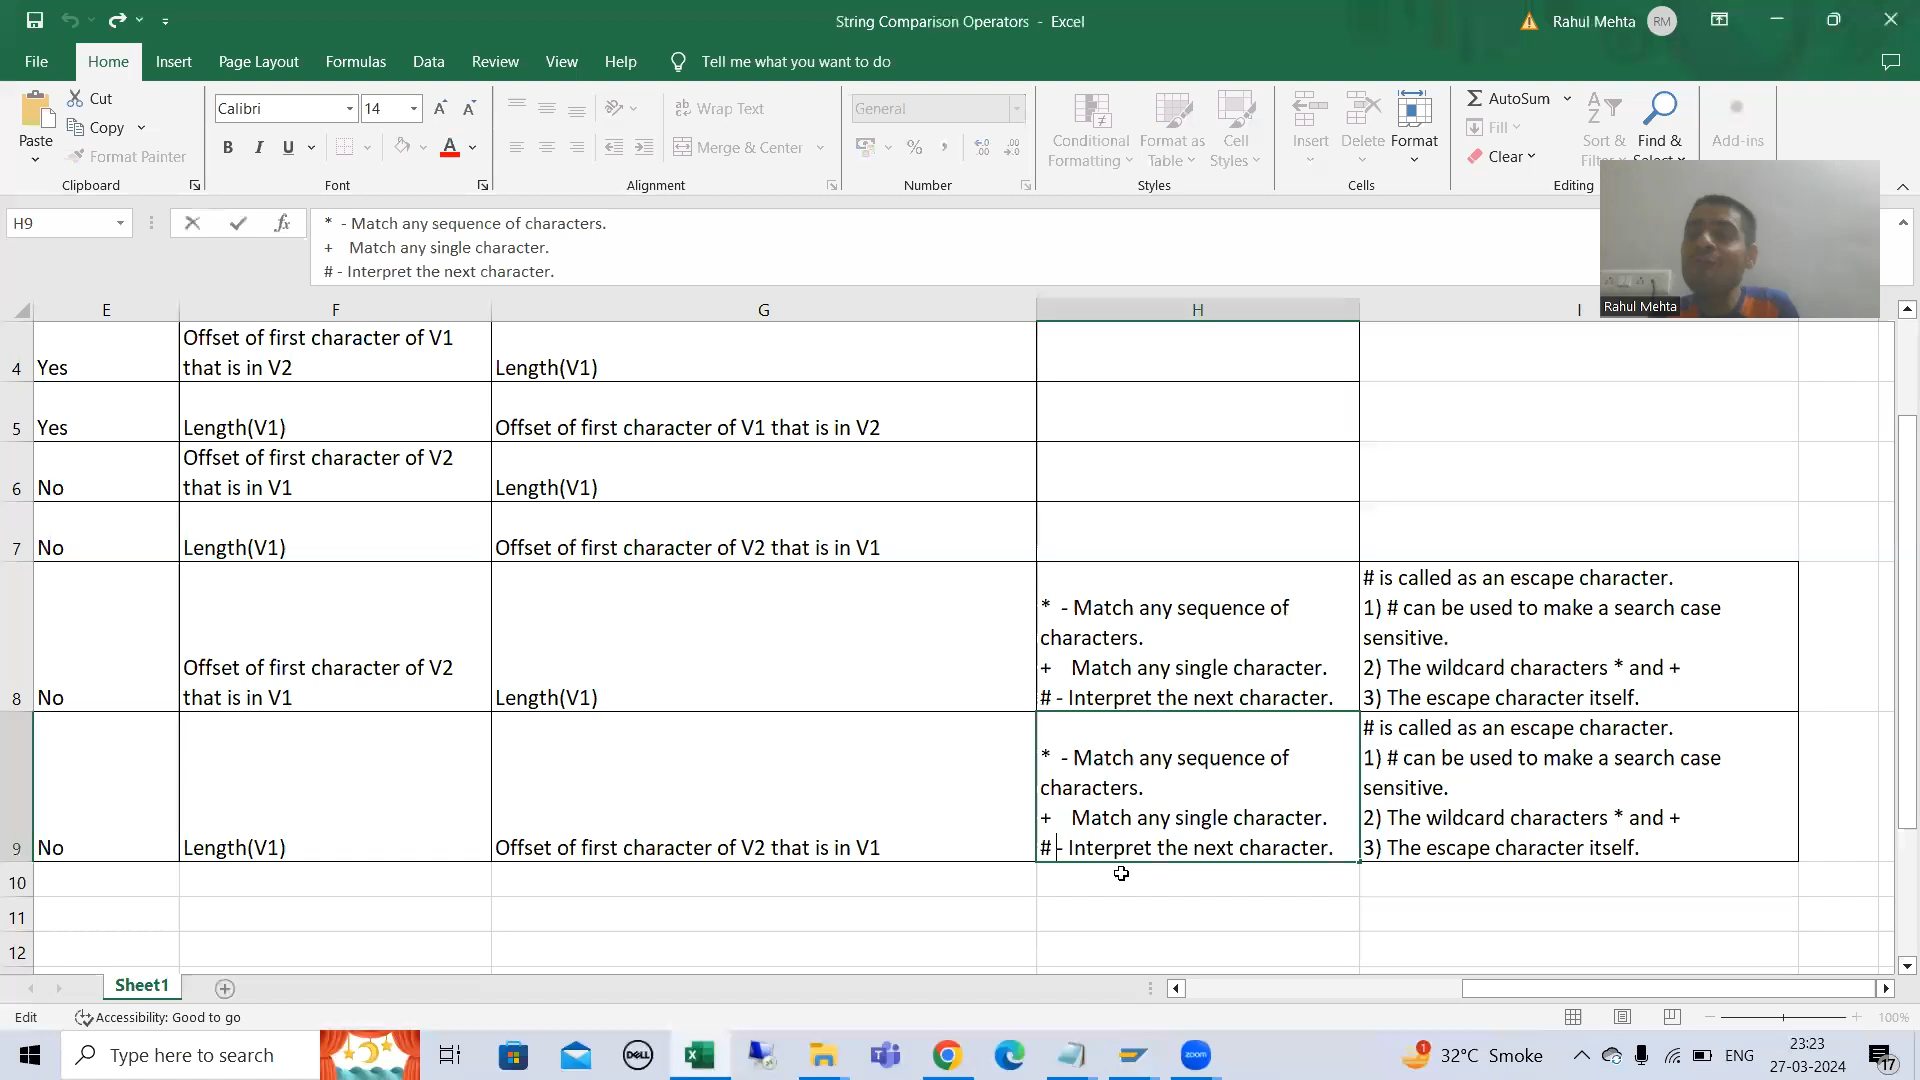 String Comparison Operators - Excel
Rahul Mehta
RM
File
Home
Insert
Page Layout
Formulas
Data
Review
View
Help
Tell me what you want to do
Paste
Cut
Copy
Format Painter
Clipboard
Calibri
14
B I U
Font
Wrap Text
Merge & Center
Alignment
General
Number
Conditional Formatting
Format as Table
Cell Styles
Styles
Insert
Delete
Format
Cells
AutoSum
Fill
Clear
Sort &
Find &
Editing
Add-ins
H9
fx
* - Match any sequence of characters.
+ Match any single character.
# - Interpret the next character.
Rahul Mehta
E F G H I
4
Yes
Offset of first character of V1
that is in V2
Length(V1)
5
Yes
Length(V1)
Offset of first character of V1 that is in V2
6
No
Offset of first character of V2
that is in V1
Length(V1)
7
No
Length(V1)
Offset of first character of V2 that is in V1
8
No
Offset of first character of V2
that is in V1
Length(V1)
* - Match any sequence of
characters.
+ Match any single character.
# - Interpret the next character.
# is called as an escape character.
1) # can be used to make a search case
sensitive.
2) The wildcard characters * and +
3) The escape character itself.
9
No
Length(V1)
Offset of first character of V2 that is in V1
* - Match any sequence of
characters.
+ Match any single character.
# - Interpret the next character.
# is called as an escape character.
1) # can be used to make a search case
sensitive.
2) The wildcard characters * and +
3) The escape character itself.
10
11
12
Sheet1
Edit
Accessibility: Good to go
100%
Type here to search
DELL
zoom
1
32°C Smoke
ENG
23:23
27-03-2024
17